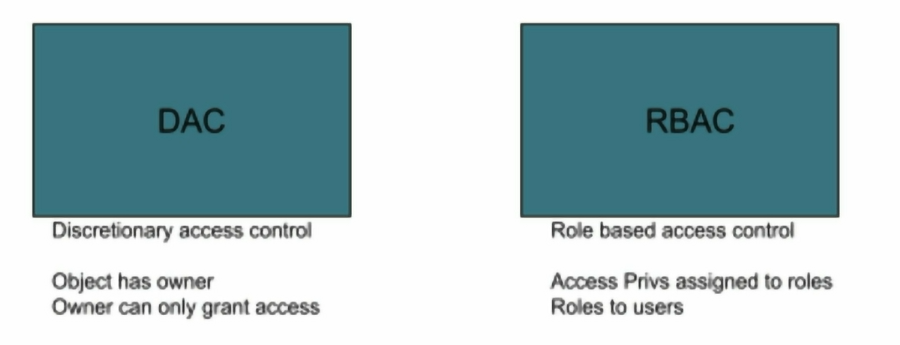 DAC
Discretionary access control
Object has owner
Owner can only grant access
RBAC
Role based access control
Access Privs assigned to roles
Roles to users